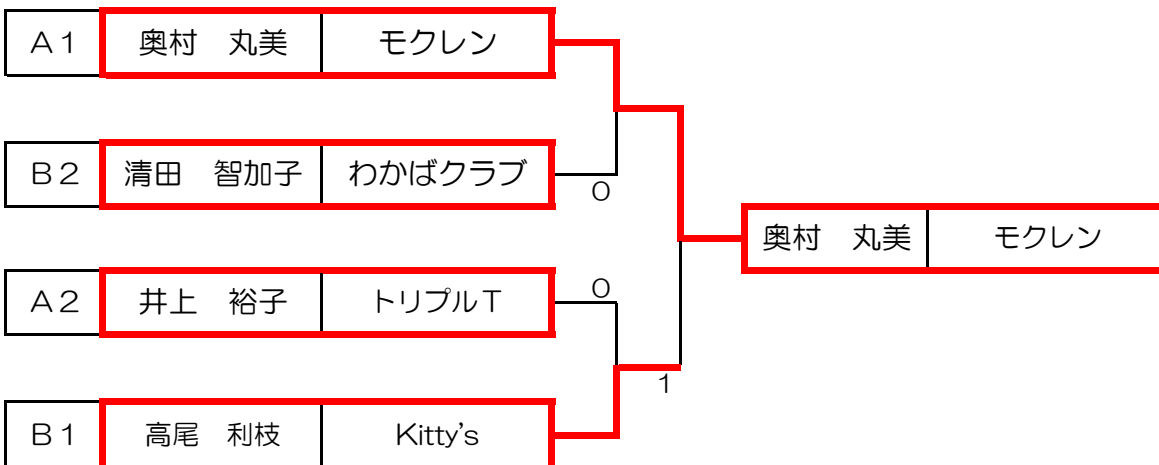 A1 奥村 丸美 モクレン
B2 清田 智加子 わかばクラブ
0
奥村 丸美 モクレン
A2 井上 裕子 トリプルT
0
1
B1 高尾 利枝 Kitty's